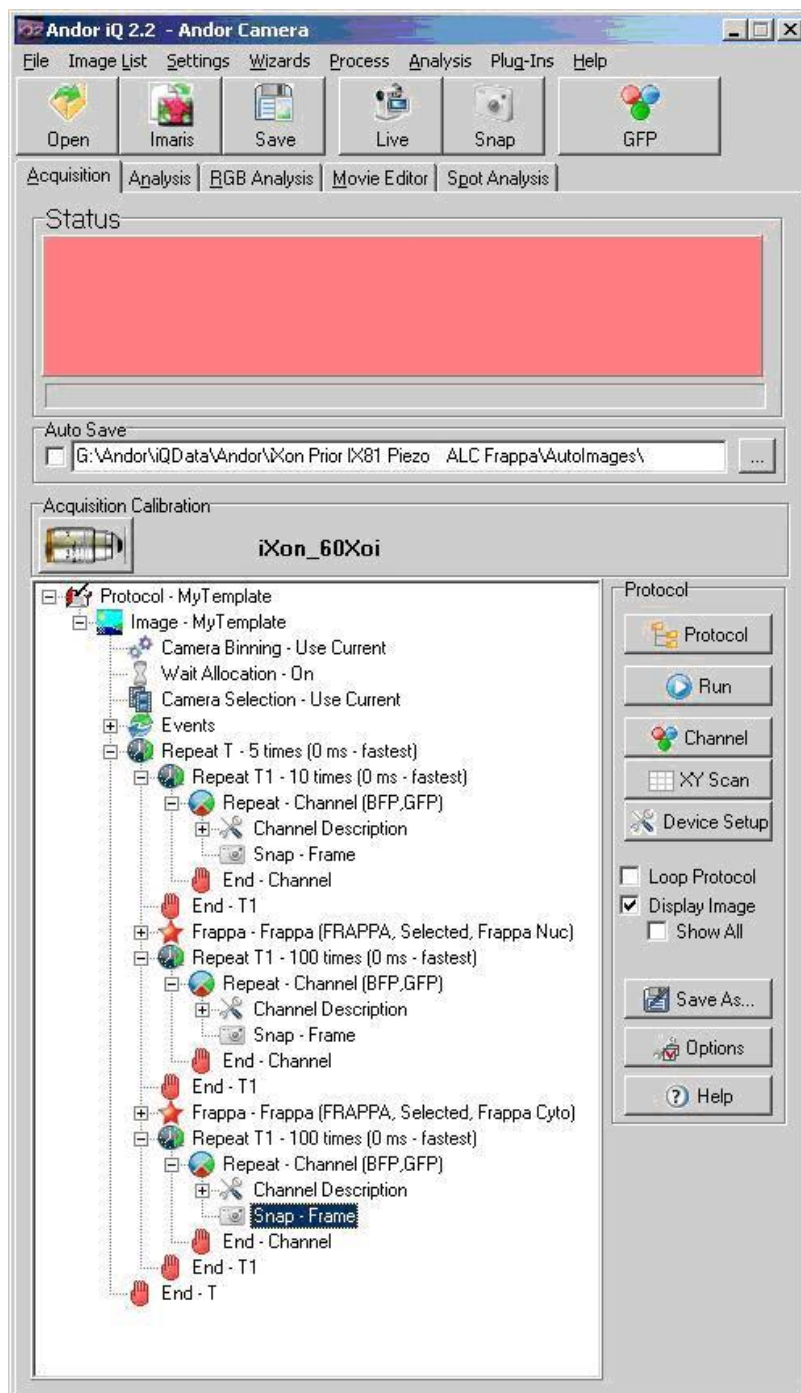 Andor iQ 2.2 - Andor Camera
File Image List Settings Wizards Process Analysis Plug-Ins Help
Open Imaris Save Live Snap GFP
Acquisition Analysis RGB Analysis Movie Editor Spot Analysis
Status
Auto Save
G:\Andor\iQData\Andor\iXon Prior IX81 Piezo ALC Frappa\AutoImages\ ...
Acquisition Calibration
iXon_60Xoi
Protocol - MyTemplate
Image - MyTemplate
Camera Binning - Use Current
Wait Allocation - On
Camera Selection - Use Current
Events
Repeat T - 5 times (0 ms - fastest)
Repeat T1 - 10 times (0 ms - fastest)
Repeat - Channel (BFP,GFP)
Channel Description
Snap - Frame
End - Channel
End - T1
Frappa - Frappa (FRAPPA, Selected, Frappa Nuc)
Repeat T1 - 100 times (0 ms - fastest)
Repeat - Channel (BFP,GFP)
Channel Description
Snap - Frame
End - Channel
End - T1
Frappa - Frappa (FRAPPA, Selected, Frappa Cyto)
Repeat T1 - 100 times (0 ms - fastest)
Repeat - Channel (BFP,GFP)
Channel Description
Snap - Frame
End - Channel
End - T1
End - T
Protocol
Protocol
Run
Channel
XY Scan
Device Setup
Loop Protocol
Display Image
Show All
Save As...
Options
Help